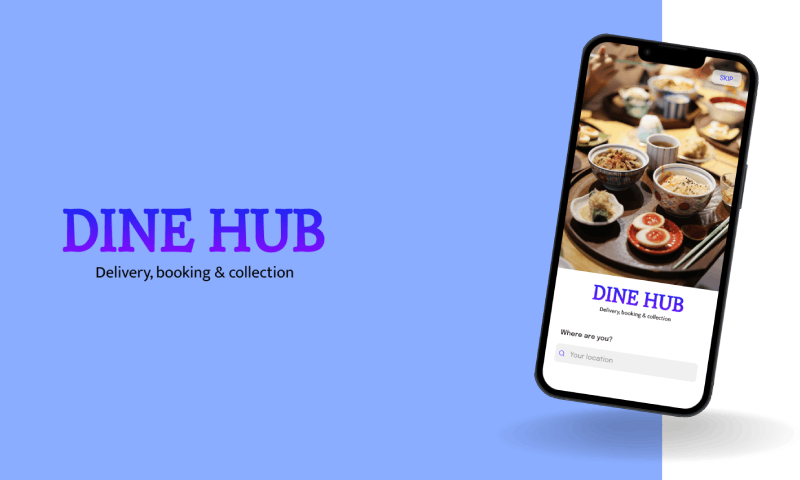 DINE HUB
Delivery, booking & collection
SKIP
DINE HUB
Delivery, booking & collection
Where are you?
Your location